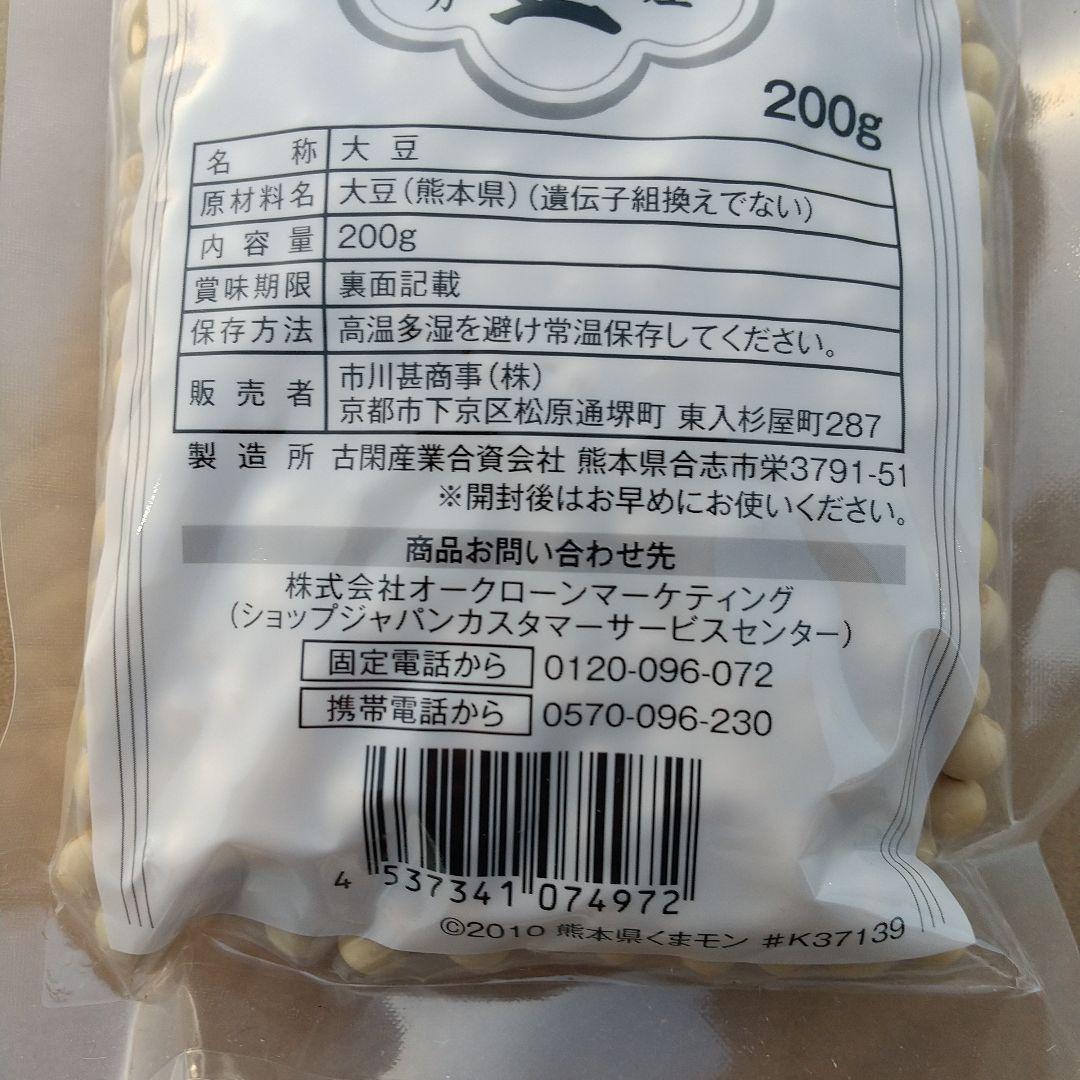 200g
名称 大豆
原材料名 大豆(熊本県)(遺伝子組換えでない)
内容量 200g
賞味期限 裏面記載
保存方法 高温多湿を避け常温保存してください。
販売者 市川甚商事(株)
京都市下京区松原通堺町 東入杉屋町287
製造所 古閑産業合資会社 熊本県合志市栄3791-51
※開封後はお早めにお使いください。
商品お問い合わせ先
株式会社オークローンマーケティング
(ショップジャパンカスタマーサービスセンター)
固定電話から 0120-096-072
携帯電話から 0570-096-230
4 537341 074972
©2010 熊本県くまモン #K37139